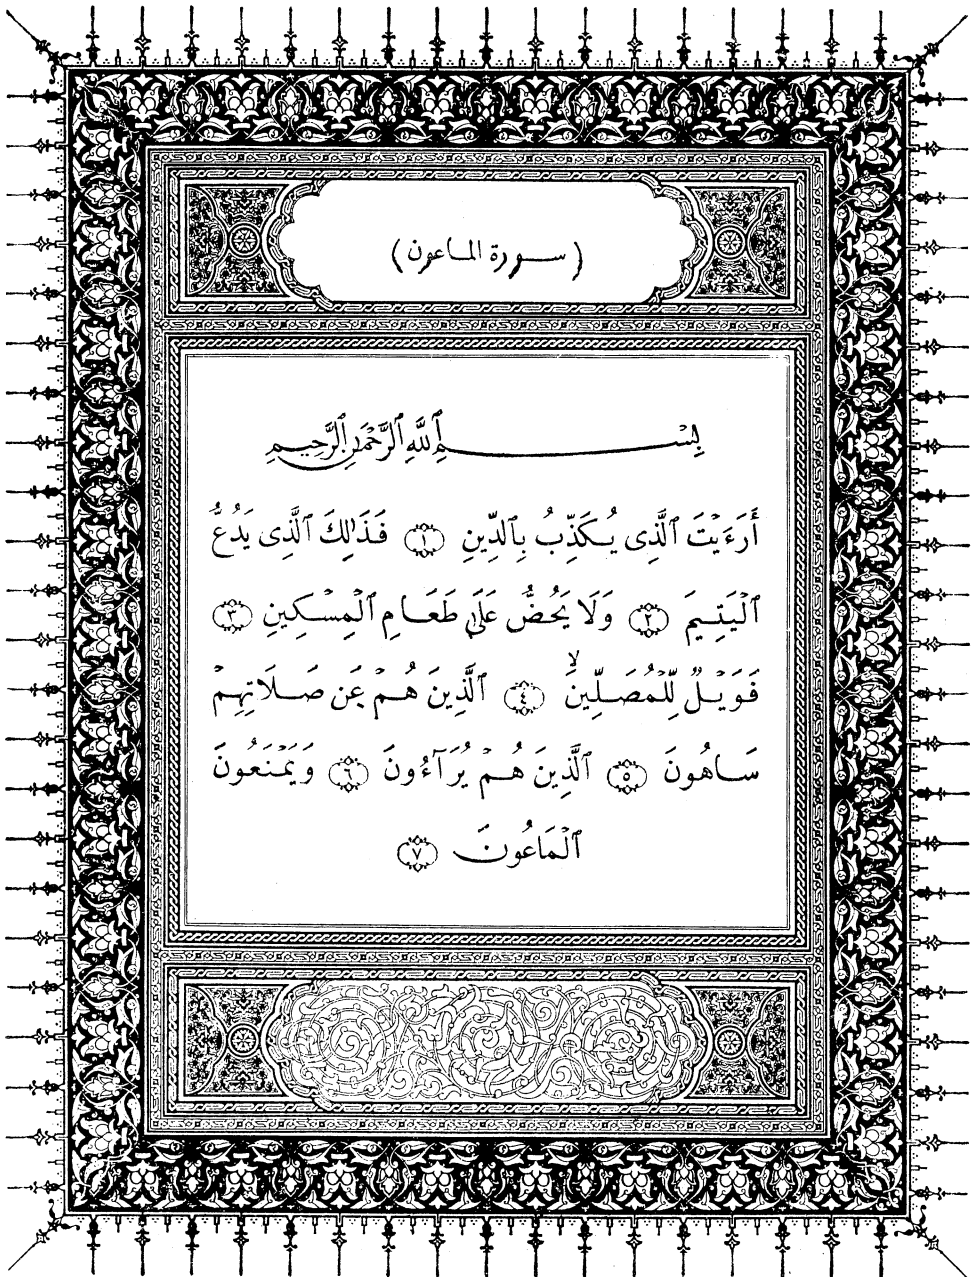 (سورة الماعون)
بِسْمِ ٱللَّهِ ٱلرَّحْمَٰنِ ٱلرَّحِيمِ
أَرَءَيْتَ ٱلَّذِى يُكَذِّبُ بِٱلدِّينِ ۝١ فَذَٰلِكَ ٱلَّذِى يَدُعُّ
ٱلْيَتِيمَ ۝٢ وَلَا يَحُضُّ عَلَىٰ طَعَامِ ٱلْمِسْكِينِ ۝٣
فَوَيْلٌ لِّلْمُصَلِّينَ ۙ ۝٤ ٱلَّذِينَ هُمْ عَن صَلَاتِهِمْ
سَاهُونَ ۝٥ ٱلَّذِينَ هُمْ يُرَآءُونَ ۝٦ وَيَمْنَعُونَ
ٱلْمَاعُونَ ۝٧